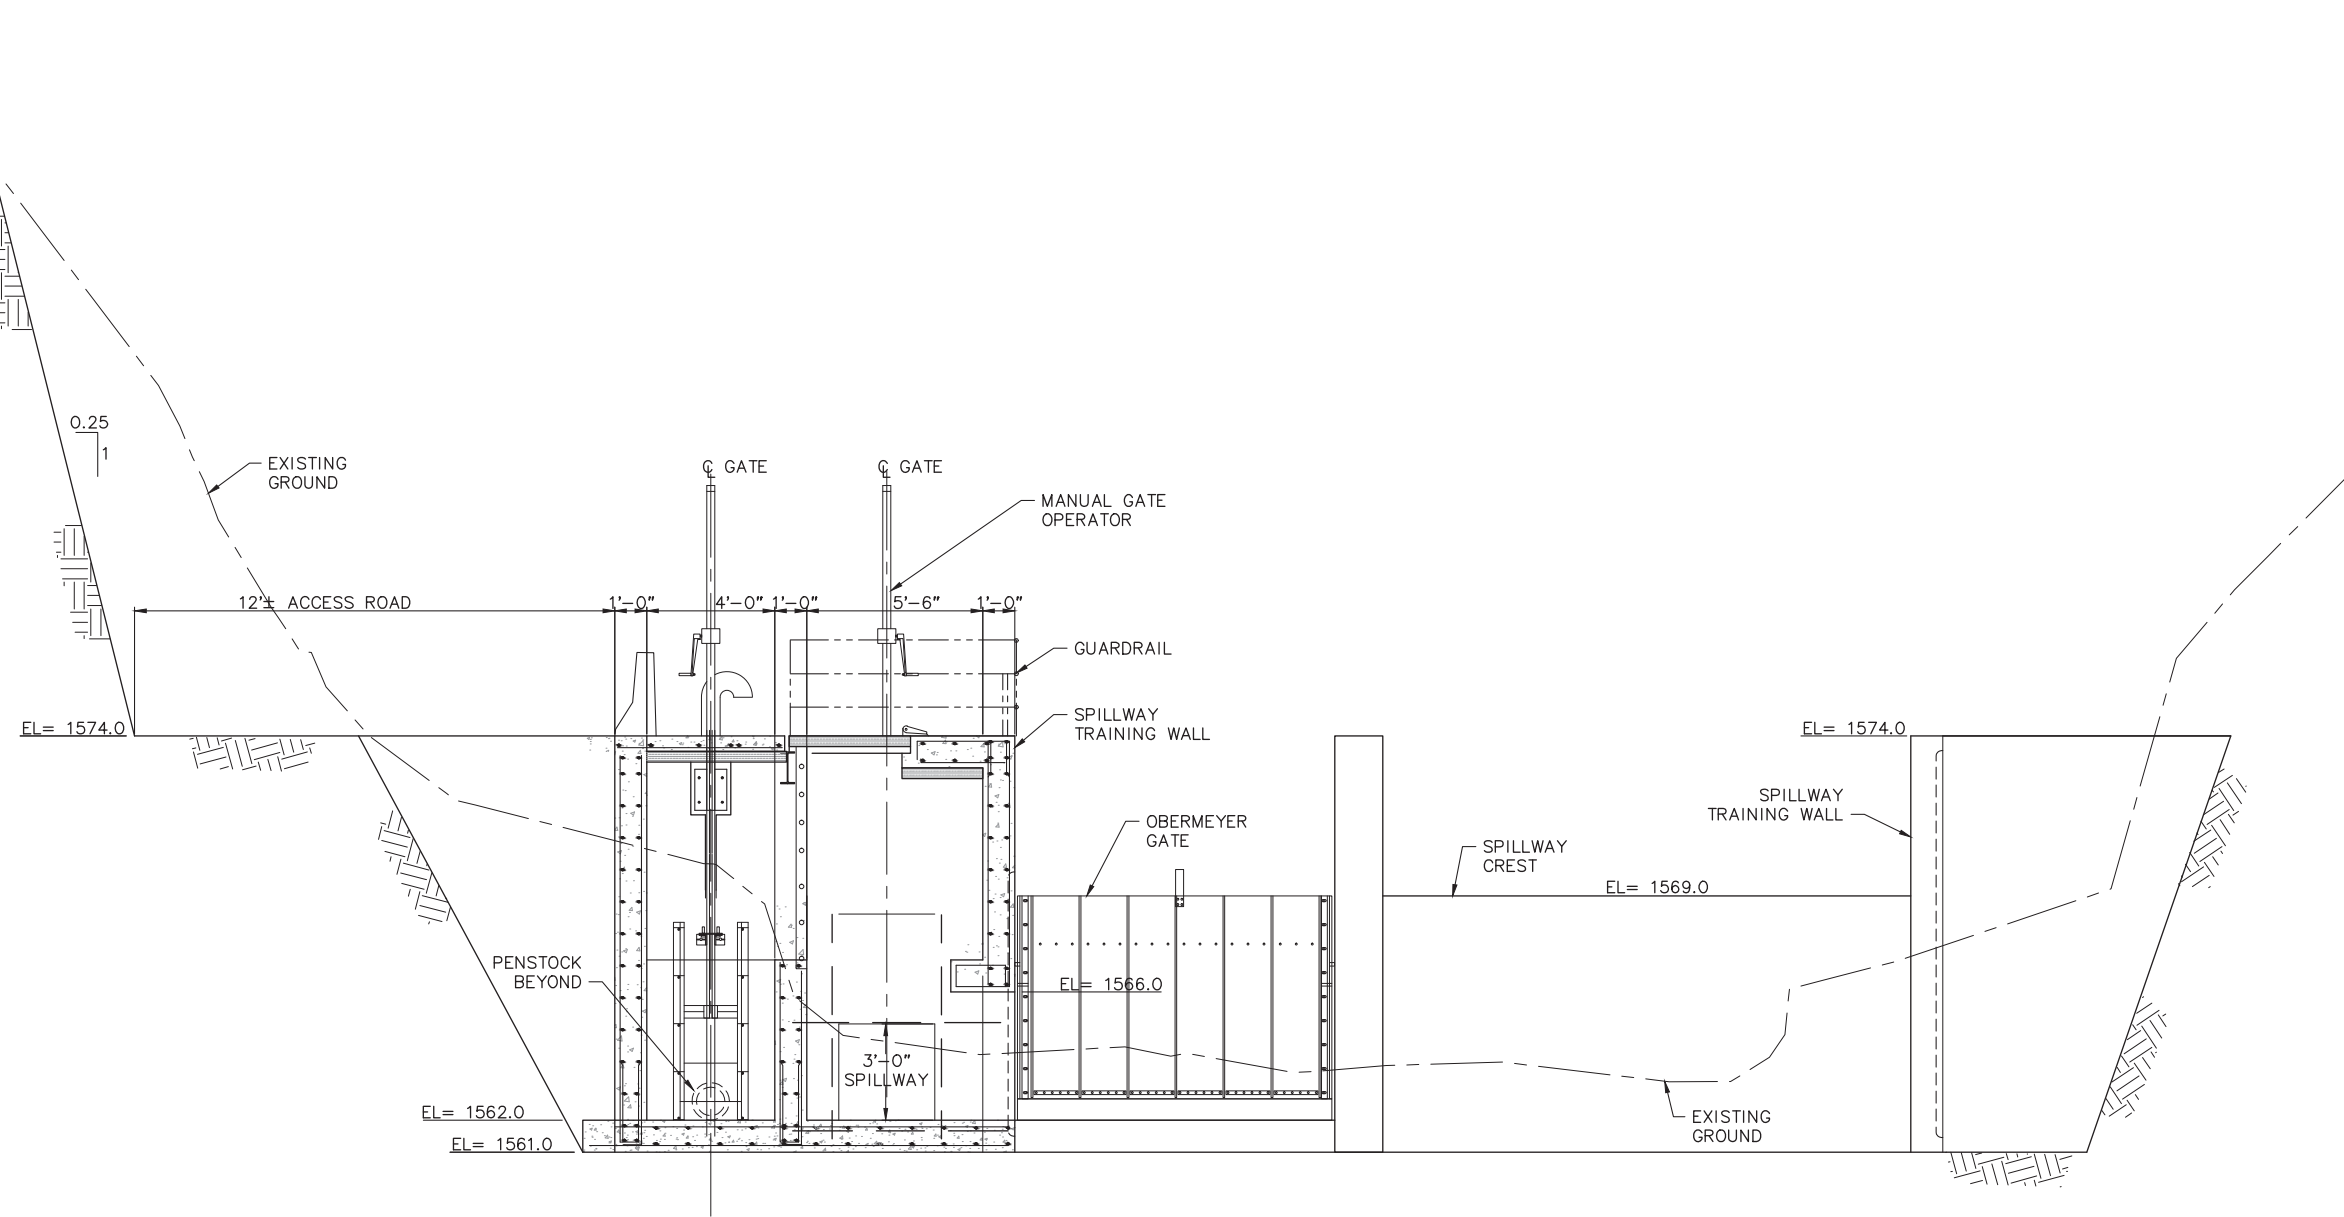 0.25
1
EXISTING
GROUND
℄ GATE
℄ GATE
MANUAL GATE
OPERATOR
12'± ACCESS ROAD
1'-0"
4'-0"
1'-0"
5'-6"
1'-0"
GUARDRAIL
SPILLWAY
TRAINING WALL
EL= 1574.0
EL= 1574.0
SPILLWAY
TRAINING WALL
OBERMEYER
GATE
SPILLWAY
CREST
EL= 1569.0
PENSTOCK
BEYOND
EL= 1566.0
3'-0"
SPILLWAY
EL= 1562.0
EL= 1561.0
EXISTING
GROUND